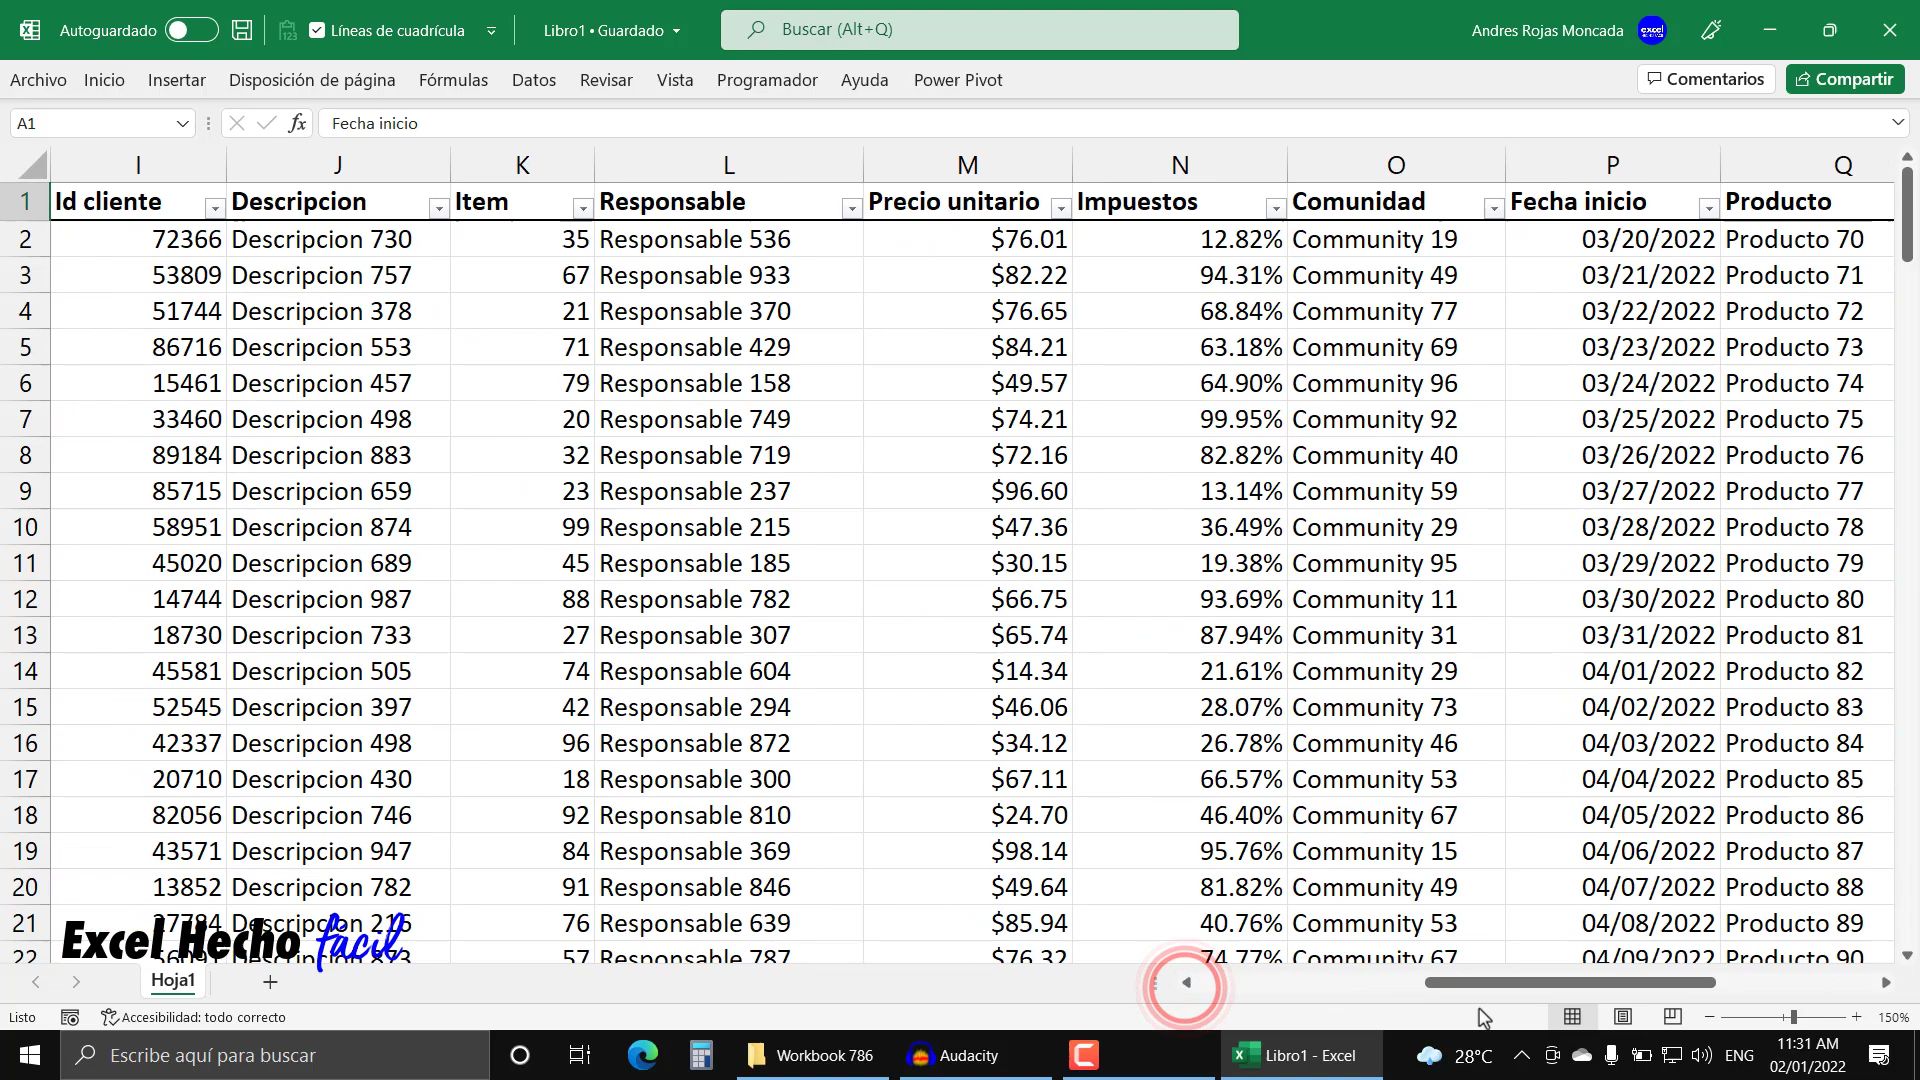 Autoguardado Líneas de cuadrícula Libro1 • Guardado Buscar (Alt+Q) Andres Rojas Moncada
Archivo Inicio Insertar Disposición de página Fórmulas Datos Revisar Vista Programador Ayuda Power Pivot Comentarios Compartir
A1 fx Fecha inicio
I J K L M N O P Q
1 Id cliente Descripcion Item Responsable Precio unitario Impuestos Comunidad Fecha inicio Producto
2 72366 Descripcion 730 35 Responsable 536 $76.01 12.82% Community 19 03/20/2022 Producto 70
3 53809 Descripcion 757 67 Responsable 933 $82.22 94.31% Community 49 03/21/2022 Producto 71
4 51744 Descripcion 378 21 Responsable 370 $76.65 68.84% Community 77 03/22/2022 Producto 72
5 86716 Descripcion 553 71 Responsable 429 $84.21 63.18% Community 69 03/23/2022 Producto 73
6 15461 Descripcion 457 79 Responsable 158 $49.57 64.90% Community 96 03/24/2022 Producto 74
7 33460 Descripcion 498 20 Responsable 749 $74.21 99.95% Community 92 03/25/2022 Producto 75
8 89184 Descripcion 883 32 Responsable 719 $72.16 82.82% Community 40 03/26/2022 Producto 76
9 85715 Descripcion 659 23 Responsable 237 $96.60 13.14% Community 59 03/27/2022 Producto 77
10 58951 Descripcion 874 99 Responsable 215 $47.36 36.49% Community 29 03/28/2022 Producto 78
11 45020 Descripcion 689 45 Responsable 185 $30.15 19.38% Community 95 03/29/2022 Producto 79
12 14744 Descripcion 987 88 Responsable 782 $66.75 93.69% Community 11 03/30/2022 Producto 80
13 18730 Descripcion 733 27 Responsable 307 $65.74 87.94% Community 31 03/31/2022 Producto 81
14 45581 Descripcion 505 74 Responsable 604 $14.34 21.61% Community 29 04/01/2022 Producto 82
15 52545 Descripcion 397 42 Responsable 294 $46.06 28.07% Community 73 04/02/2022 Producto 83
16 42337 Descripcion 498 96 Responsable 872 $34.12 26.78% Community 46 04/03/2022 Producto 84
17 20710 Descripcion 430 18 Responsable 300 $67.11 66.57% Community 53 04/04/2022 Producto 85
18 82056 Descripcion 746 92 Responsable 810 $24.70 46.40% Community 67 04/05/2022 Producto 86
19 43571 Descripcion 947 84 Responsable 369 $98.14 95.76% Community 15 04/06/2022 Producto 87
20 13852 Descripcion 782 91 Responsable 846 $49.64 81.82% Community 49 04/07/2022 Producto 88
21 27784 Descripcion 216 76 Responsable 639 $85.94 40.76% Community 53 04/08/2022 Producto 89
Excel Hecho fácil
22 Descripcion 873 57 Responsable 787 $76.32 74.77% Community 67 04/09/2022 Producto 90
Hoja1
Listo Accesibilidad: todo correcto 150%
Escribe aquí para buscar Workbook 786 Audacity Libro1 - Excel 28°C ENG 11:31 AM
02/01/2022